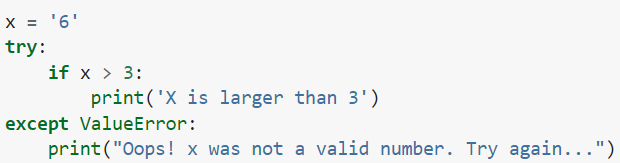 x = '6'
try:
    if x > 3:
        print('X is larger than 3')
except ValueError:
    print("Oops! x was not a valid number. Try again...")